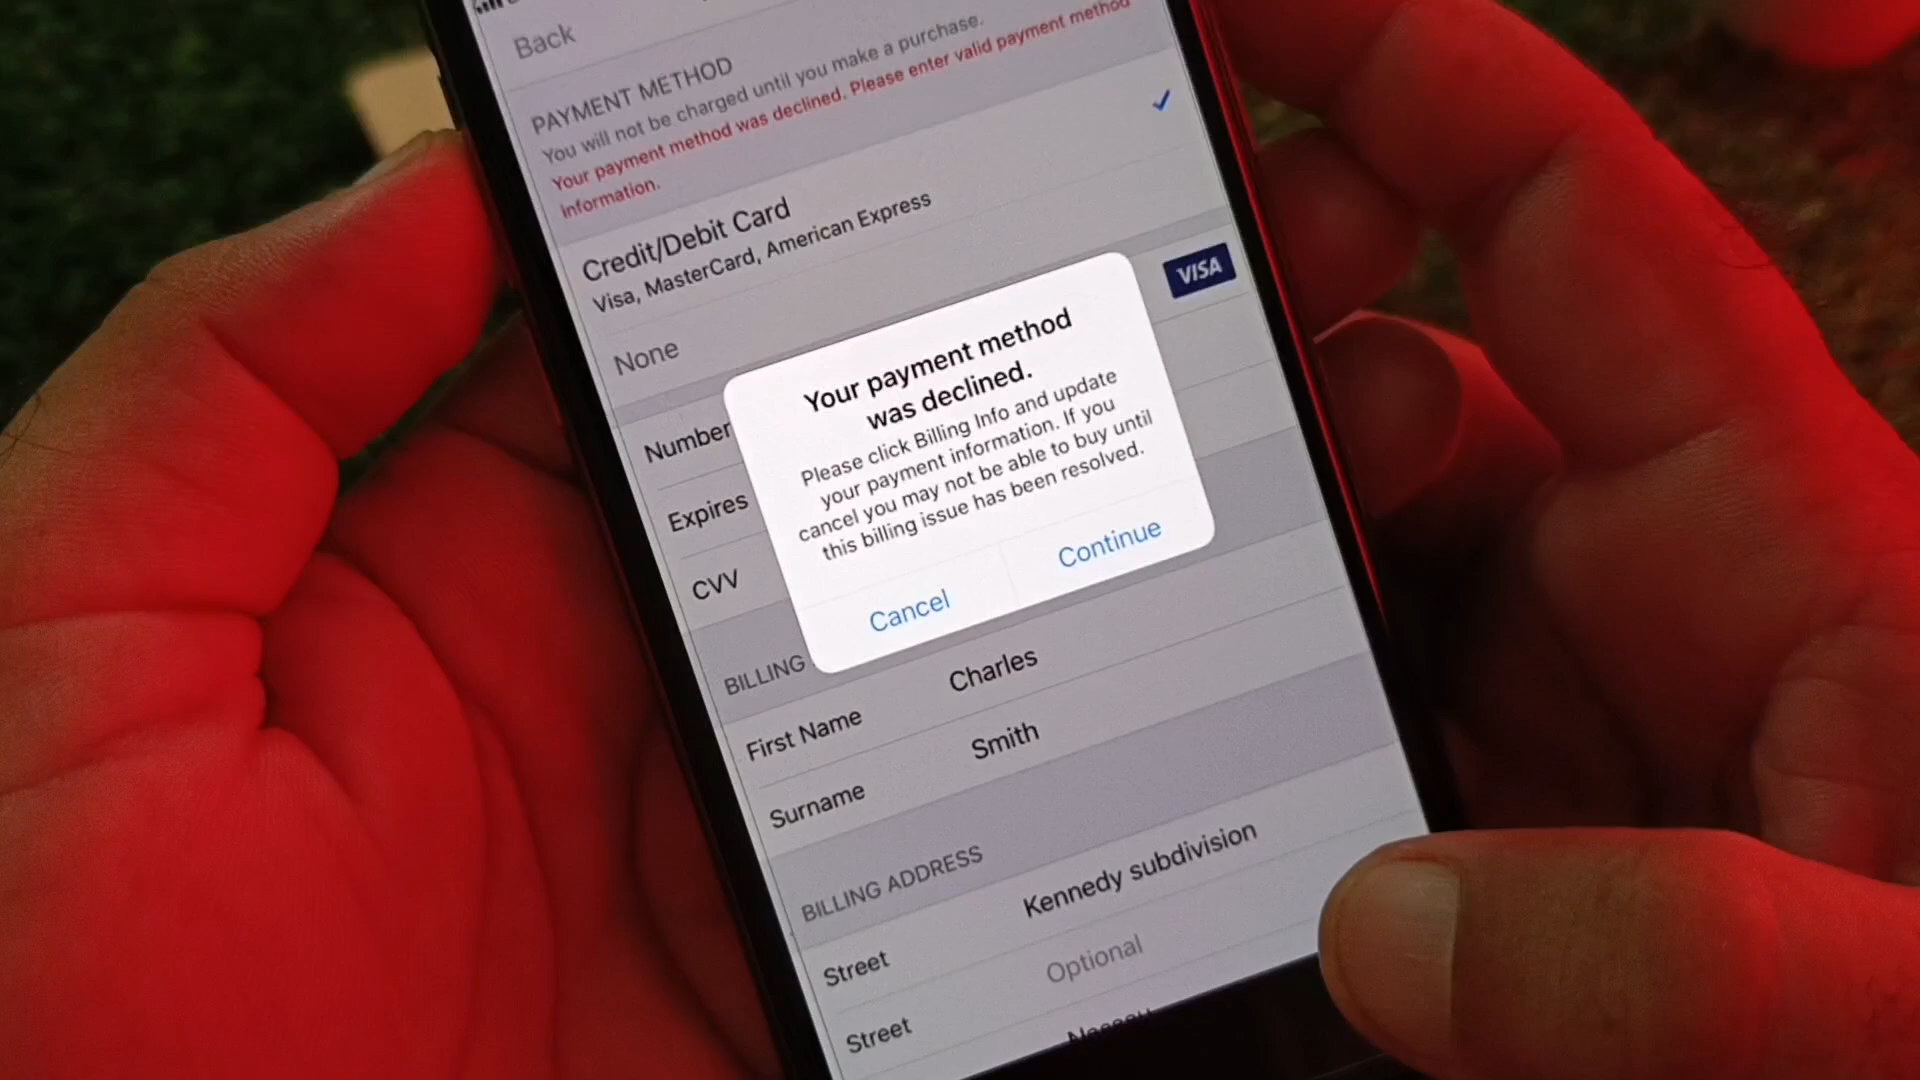 Back
PAYMENT METHOD
You will not be charged until you make a purchase.
Your payment method was declined. Please enter valid payment method
information.
Credit/Debit Card
Visa, MasterCard, American Express
None
VISA
Your payment method
was declined.
Please click Billing Info and update
your payment information. If you
cancel you may not be able to buy until
this billing issue has been resolved.
Cancel Continue
Number
Expires
CVV
BILLING
First Name Charles
Surname Smith
BILLING ADDRESS
Street Kennedy subdivision
Street Optional